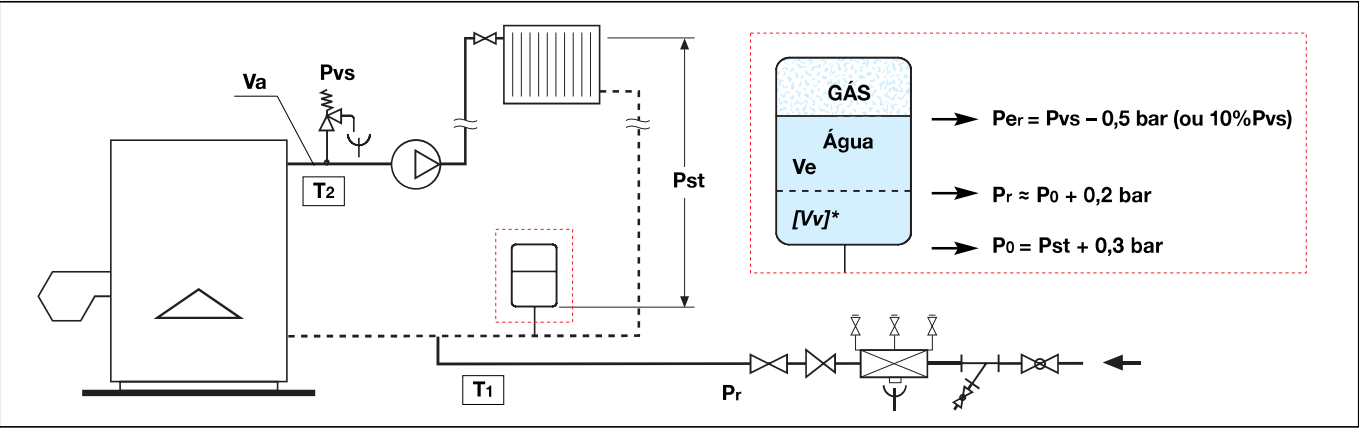 Va
Pvs
T2
Pst
T1
Pr
GÁS
Água
Ve
[Vv]*
Per = Pvs – 0,5 bar (ou 10%Pvs)
Pr ≈ P0 + 0,2 bar
P0 = Pst + 0,3 bar